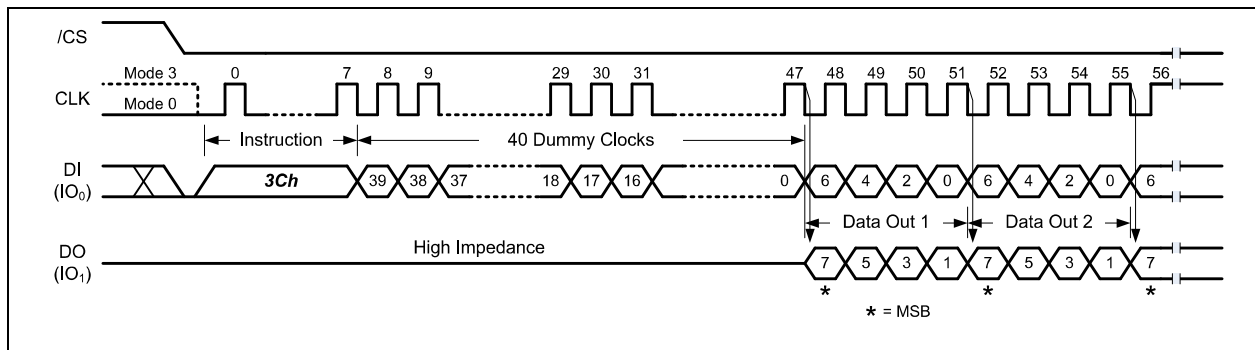 /CS
Mode 3 0 7 8 9 29 30 31 47 48 49 50 51 52 53 54 55 56
CLK
Mode 0
Instruction 40 Dummy Clocks
DI
(IO0) 3Ch 39 38 37 18 17 16 0 6 4 2 0 6 4 2 0 6
Data Out 1 Data Out 2
High Impedance
DO
(IO1) 7 5 3 1 7 5 3 1 7
* * *
* = MSB